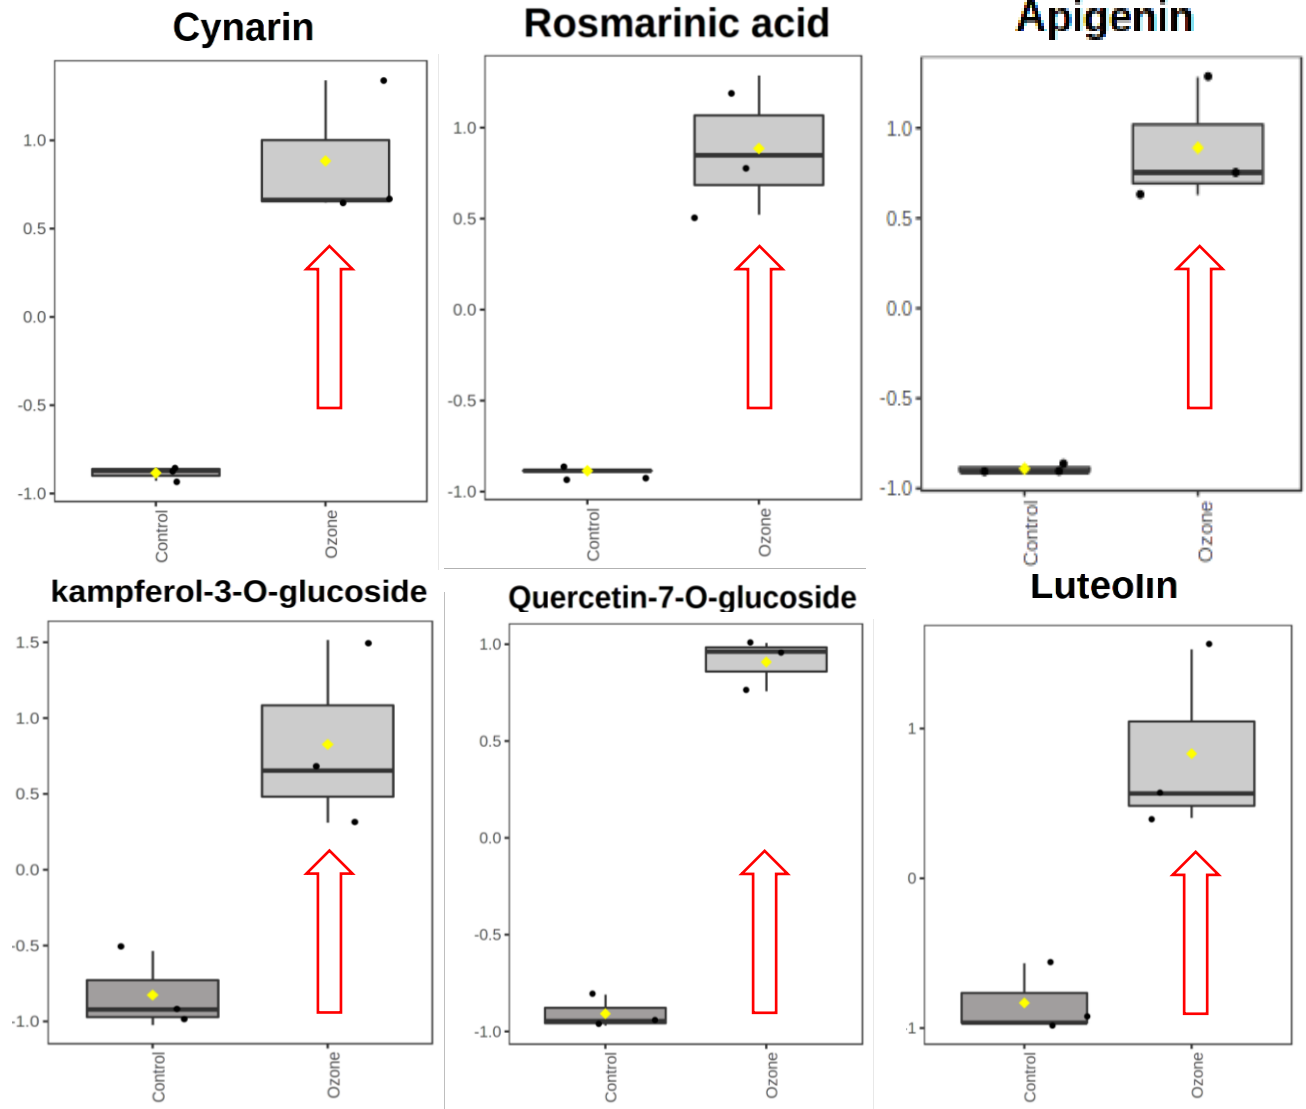 Cynarin
Rosmarinic acid
Apigenin
1.0
0.5
0.0
-0.5
-1.0
Control
Ozone
1.0
0.5
0.0
-0.5
-1.0
Control
Ozone
1.0
0.5
0.0
-0.5
-1.0
Control
Ozone
kampferol-3-O-glucoside
Quercetin-7-O-glucoside
Luteolin
1.5
1.0
0.5
0.0
-0.5
-1.0
Control
Ozone
1.0
0.5
0.0
-0.5
-1.0
Control
Ozone
1
0
-1
Control
Ozone